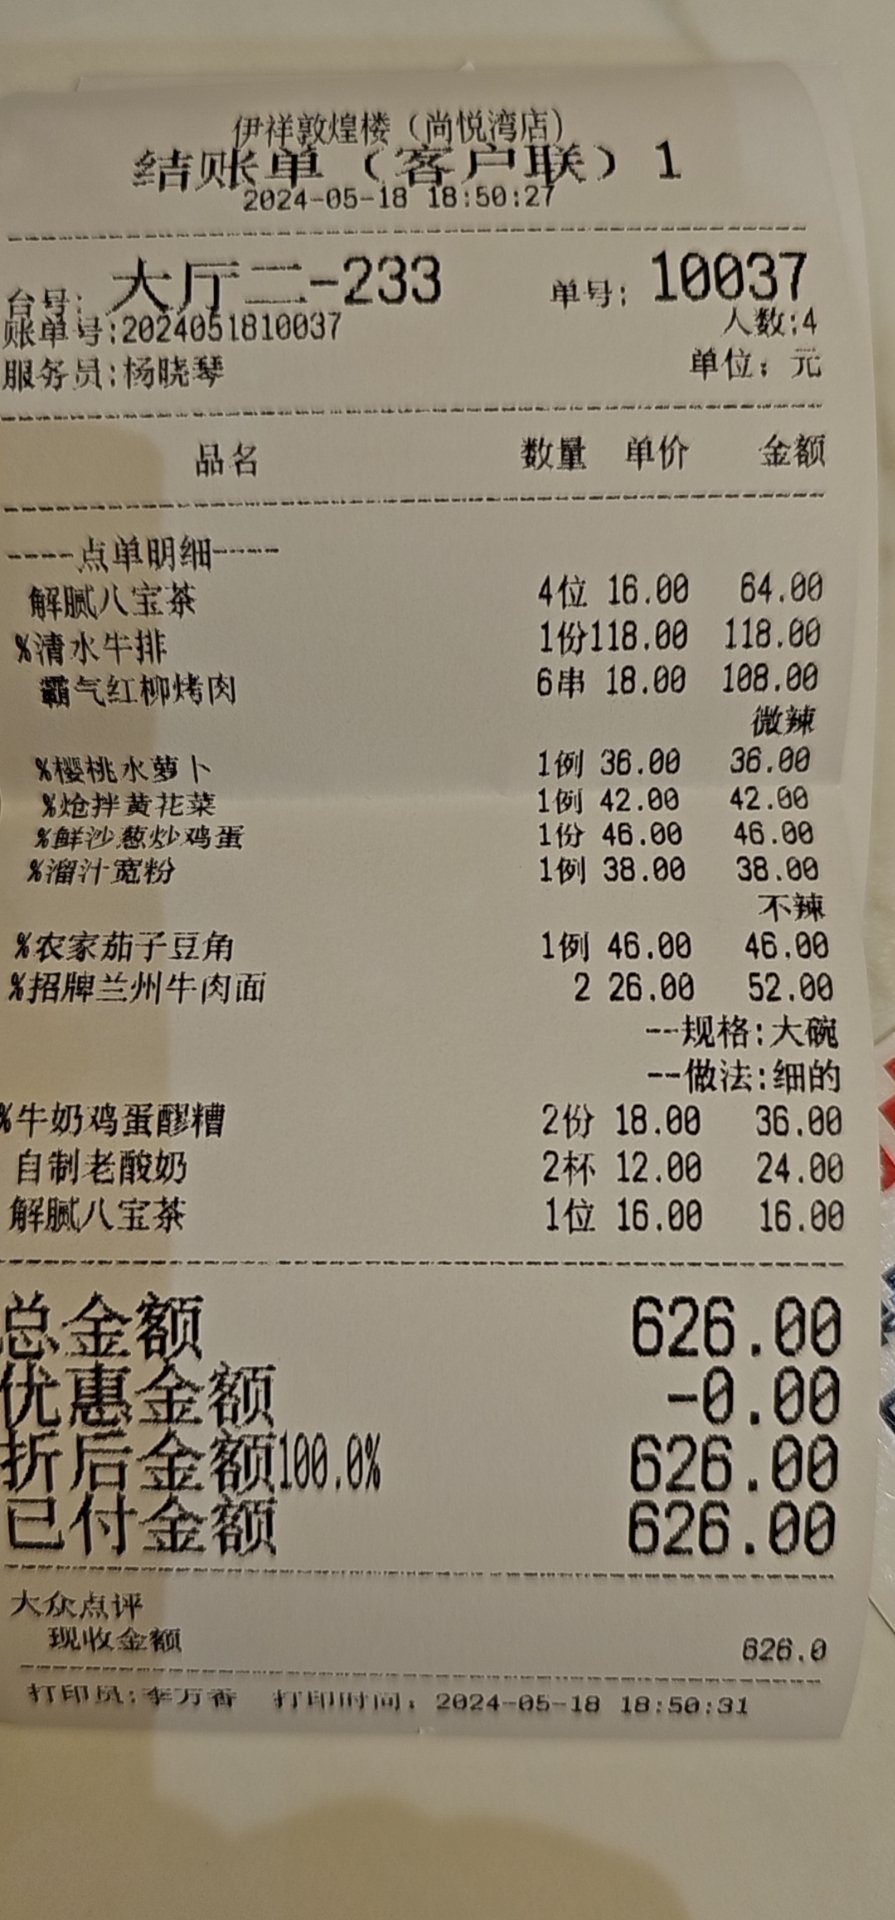 伊祥敦煌楼（尚悦湾店）
结账单（客户联）1
2024-05-18 18:50:27
台号: 大厅二-233 单号: 10037
账单号:2024051810037 人数:4
服务员:杨晓琴 单位: 元
品名 数量 单价 金额
----点单明细----
解腻八宝茶 4位 16.00 64.00
%清水牛排 1份118.00 118.00
霸气红柳烤肉 6串 18.00 108.00
微辣
%樱桃水萝卜 1例 36.00 36.00
%炝拌黄花菜 1例 42.00 42.00
%鲜沙葱炒鸡蛋 1份 46.00 46.00
%溜汁宽粉 1例 38.00 38.00
不辣
%农家茄子豆角 1例 46.00 46.00
%招牌兰州牛肉面 2 26.00 52.00
--规格:大碗
--做法:细的
%牛奶鸡蛋醪糟 2份 18.00 36.00
自制老酸奶 2杯 12.00 24.00
解腻八宝茶 1位 16.00 16.00
总金额 626.00
优惠金额 -0.00
折后金额100.0% 626.00
已付金额 626.00
大众点评
现收金额 626.0
打印员:李万香 打印时间: 2024-05-18 18:50:31